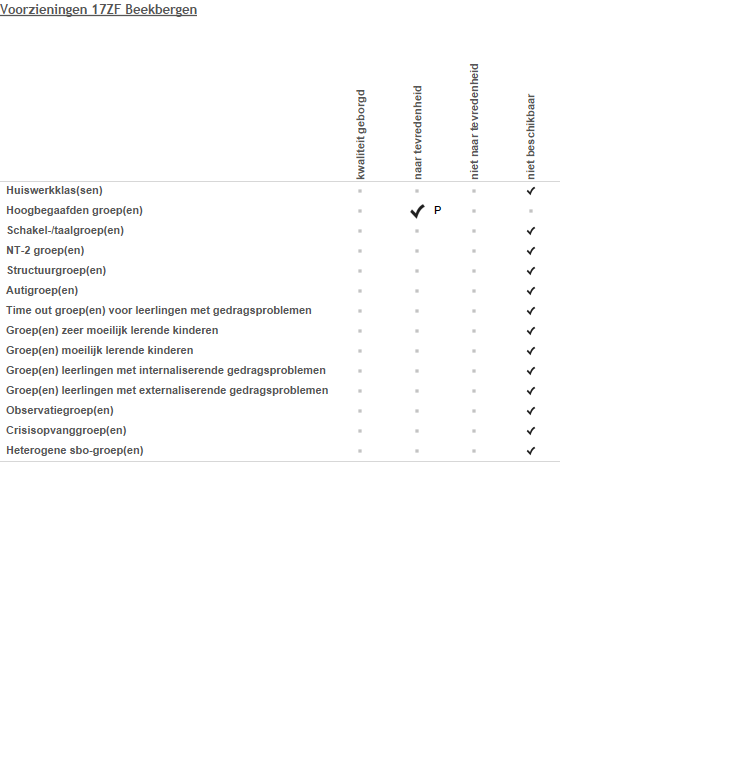 Voorzieningen 17ZF Beekbergen
kwaliteit geborgd
naar tevredenheid
niet naar tevredenheid
niet beschikbaar
Huiswerkklas(sen)
Hoogbegaafden groep(en) P
Schakel-/taalgroep(en)
NT-2 groep(en)
Structuurgroep(en)
Autigroep(en)
Time out groep(en) voor leerlingen met gedragsproblemen
Groep(en) zeer moeilijk lerende kinderen
Groep(en) moeilijk lerende kinderen
Groep(en) leerlingen met internaliserende gedragsproblemen
Groep(en) leerlingen met externaliserende gedragsproblemen
Observatiegroep(en)
Crisisopvanggroep(en)
Heterogene sbo-groep(en)